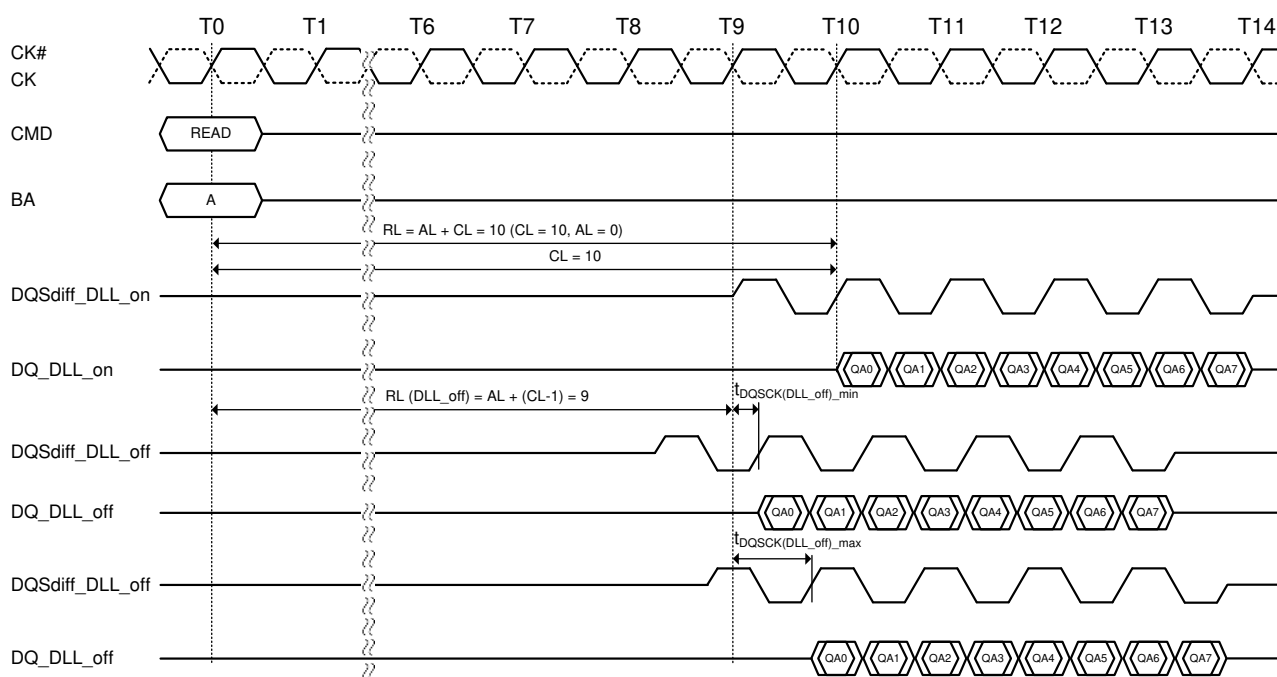 T0 T1 T6 T7 T8 T9 T10 T11 T12 T13 T14
CK#
CK
CMD READ
BA A
RL = AL + CL = 10 (CL = 10, AL = 0)
CL = 10
DQSdiff_DLL_on
DQ_DLL_on QA0 QA1 QA2 QA3 QA4 QA5 QA6 QA7
RL (DLL_off) = AL + (CL-1) = 9 tDQSCK(DLL_off)_min
DQSdiff_DLL_off
DQ_DLL_off QA0 QA1 QA2 QA3 QA4 QA5 QA6 QA7
tDQSCK(DLL_off)_max
DQSdiff_DLL_off
DQ_DLL_off QA0 QA1 QA2 QA3 QA4 QA5 QA6 QA7